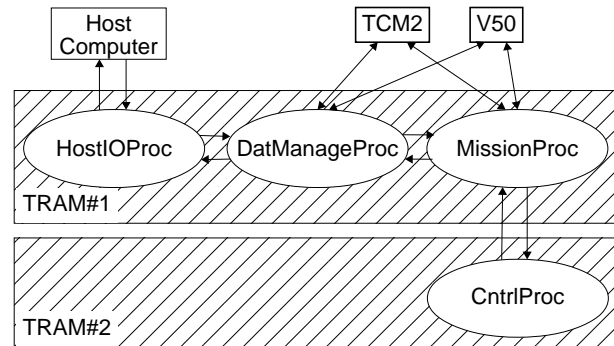 Host
Computer
TCM2
V50
HostIOProc
DatManageProc
MissionProc
TRAM#1
CntrlProc
TRAM#2